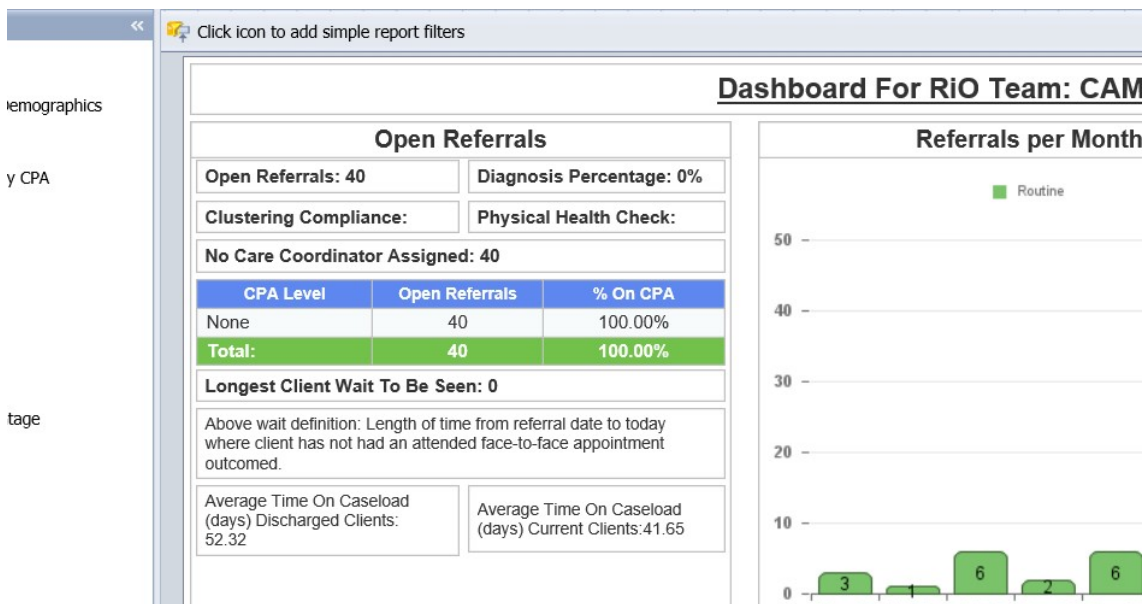 «
Click icon to add simple report filters
emographics
y CPA
tage
Dashboard For RiO Team: CAM
Open Referrals
Open Referrals: 40
Diagnosis Percentage: 0%
Clustering Compliance:
Physical Health Check:
No Care Coordinator Assigned: 40
CPA Level Open Referrals % On CPA
None 40 100.00%
Total: 40 100.00%
Longest Client Wait To Be Seen: 0
Above wait definition: Length of time from referral date to today
where client has not had an attended face-to-face appointment
outcomed.
Average Time On Caseload
(days) Discharged Clients:
52.32
Average Time On Caseload
(days) Current Clients:41.65
Referrals per Month
Routine
50
40
30
20
10
0
3 1 6 2 6